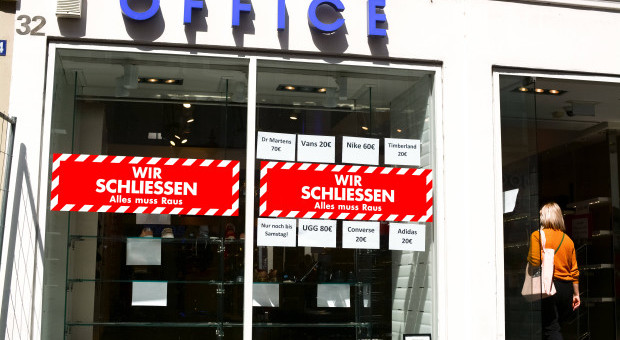 32
OFFICE
WIR
SCHLIESSEN
Alles muss Raus
Dr Martens
70€
Vans 20€
Nike 60€
Timberland
20€
WIR
SCHLIESSEN
Alles muss Raus
Nur noch bis
Samstag!
UGG 80€
Converse
20€
Adidas
20€